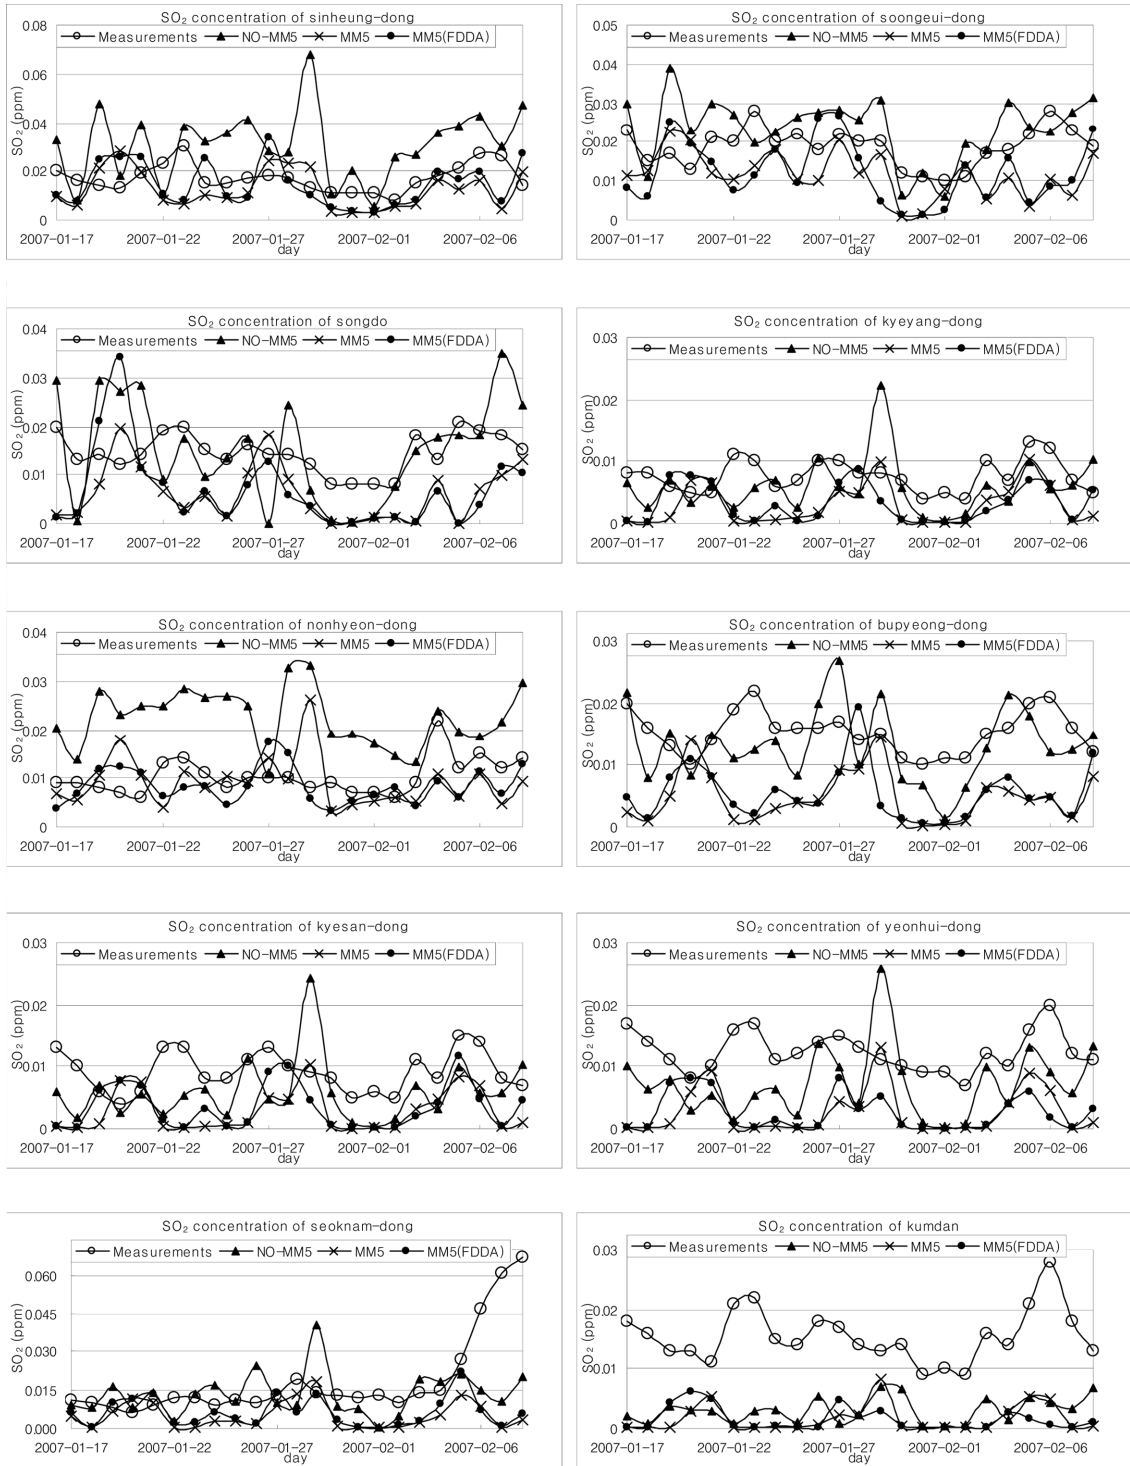 SO₂ concentration of sinheung-dong
Measurements NO-MM5 MM5 MM5(FDDA)
SO₂ (ppm)
0.08
0.06
0.04
0.02
0
2007-01-17 2007-01-22 2007-01-27 2007-02-01 2007-02-06
day
SO₂ concentration of soongeui-dong
Measurements NO-MM5 MM5 MM5(FDDA)
SO₂ (ppm)
0.05
0.04
0.03
0.02
0.01
0
2007-01-17 2007-01-22 2007-01-27 2007-02-01 2007-02-06
day
SO₂ concentration of songdo
Measurements NO-MM5 MM5 MM5(FDDA)
SO₂ (ppm)
0.04
0.03
0.02
0.01
0
2007-01-17 2007-01-22 2007-01-27 2007-02-01 2007-02-06
day
SO₂ concentration of kyeyang-dong
Measurements NO-MM5 MM5 MM5(FDDA)
SO₂ (ppm)
0.03
0.02
0.01
0
2007-01-17 2007-01-22 2007-01-27 2007-02-01 2007-02-06
day
SO₂ concentration of nonhyeon-dong
Measurements NO-MM5 MM5 MM5(FDDA)
SO₂ (ppm)
0.04
0.03
0.02
0.01
0
2007-01-17 2007-01-22 2007-01-27 2007-02-01 2007-02-06
day
SO₂ concentration of bupyeong-dong
Measurements NO-MM5 MM5 MM5(FDDA)
SO₂ (ppm)
0.03
0.02
0.01
0
2007-01-17 2007-01-22 2007-01-27 2007-02-01 2007-02-06
day
SO₂ concentration of kyesan-dong
Measurements NO-MM5 MM5 MM5(FDDA)
SO₂ (ppm)
0.03
0.02
0.01
0
2007-01-17 2007-01-22 2007-01-27 2007-02-01 2007-02-06
day
SO₂ concentration of yeonhui-dong
Measurements NO-MM5 MM5 MM5(FDDA)
SO₂ (ppm)
0.03
0.02
0.01
0
2007-01-17 2007-01-22 2007-01-27 2007-02-01 2007-02-06
day
SO₂ concentration of seoknam-dong
Measurements NO-MM5 MM5 MM5(FDDA)
SO₂ (ppm)
0.060
0.045
0.030
0.015
0.000
2007-01-17 2007-01-22 2007-01-27 2007-02-01 2007-02-06
day
SO₂ concentration of kumdan
Measurements NO-MM5 MM5 MM5(FDDA)
SO₂ (ppm)
0.03
0.02
0.01
0
2007-01-17 2007-01-22 2007-01-27 2007-02-01 2007-02-06
day